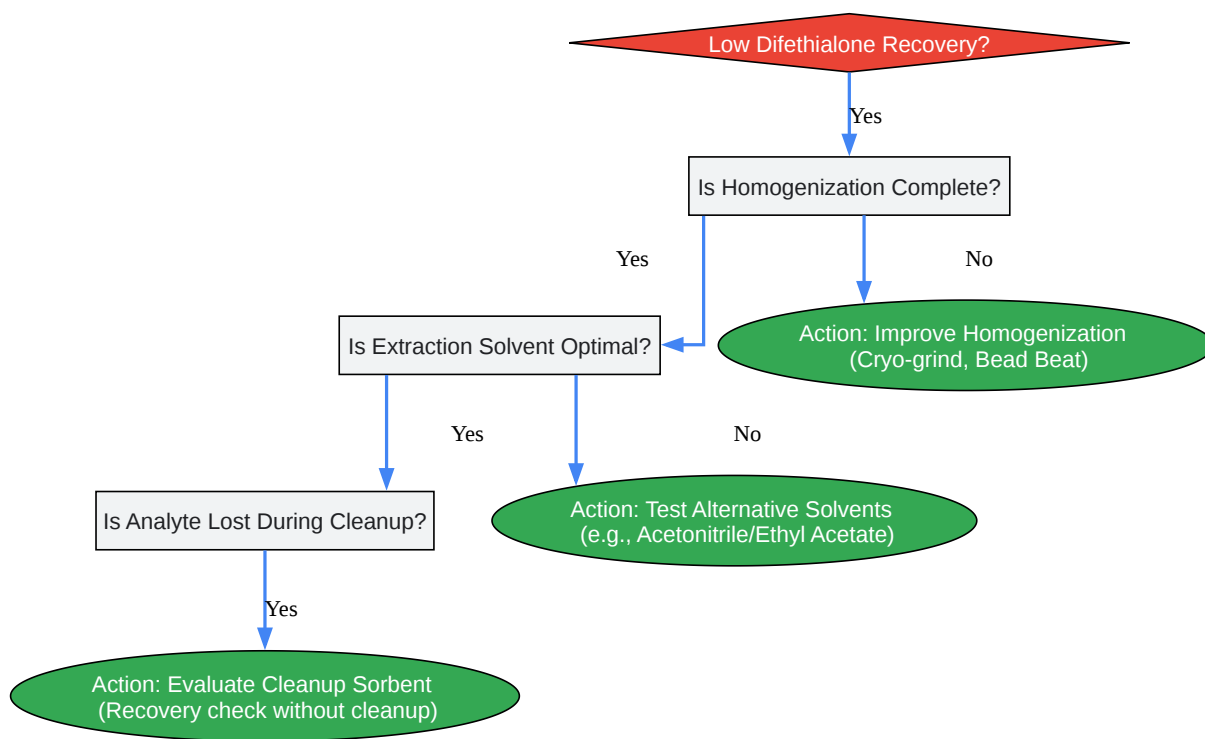 Low Difethialone Recovery?
Yes
Is Homogenization Complete?
Yes
No
Action: Improve Homogenization
(Cryo-grind, Bead Beat)
Is Extraction Solvent Optimal?
Yes
No
Action: Test Alternative Solvents
(e.g., Acetonitrile/Ethyl Acetate)
Is Analyte Lost During Cleanup?
Yes
Action: Evaluate Cleanup Sorbent
(Recovery check without cleanup)